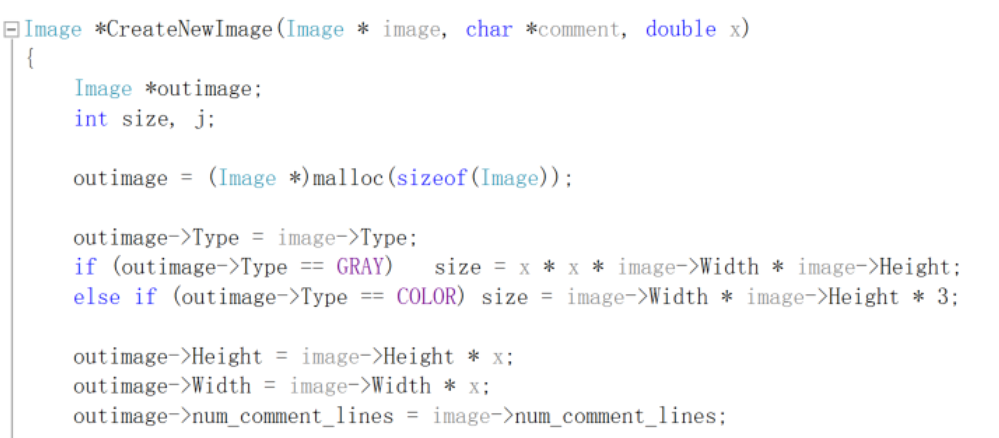 Image *CreateNewImage(Image * image, char *comment, double x)
{
Image *outimage;
int size, j;
outimage = (Image *)malloc(sizeof(Image));
outimage->Type = image->Type;
if (outimage->Type == GRAY)   size = x * x * image->Width * image->Height;
else if (outimage->Type == COLOR) size = image->Width * image->Height * 3;
outimage->Height = image->Height * x;
outimage->Width = image->Width * x;
outimage->num_comment_lines = image->num_comment_lines;